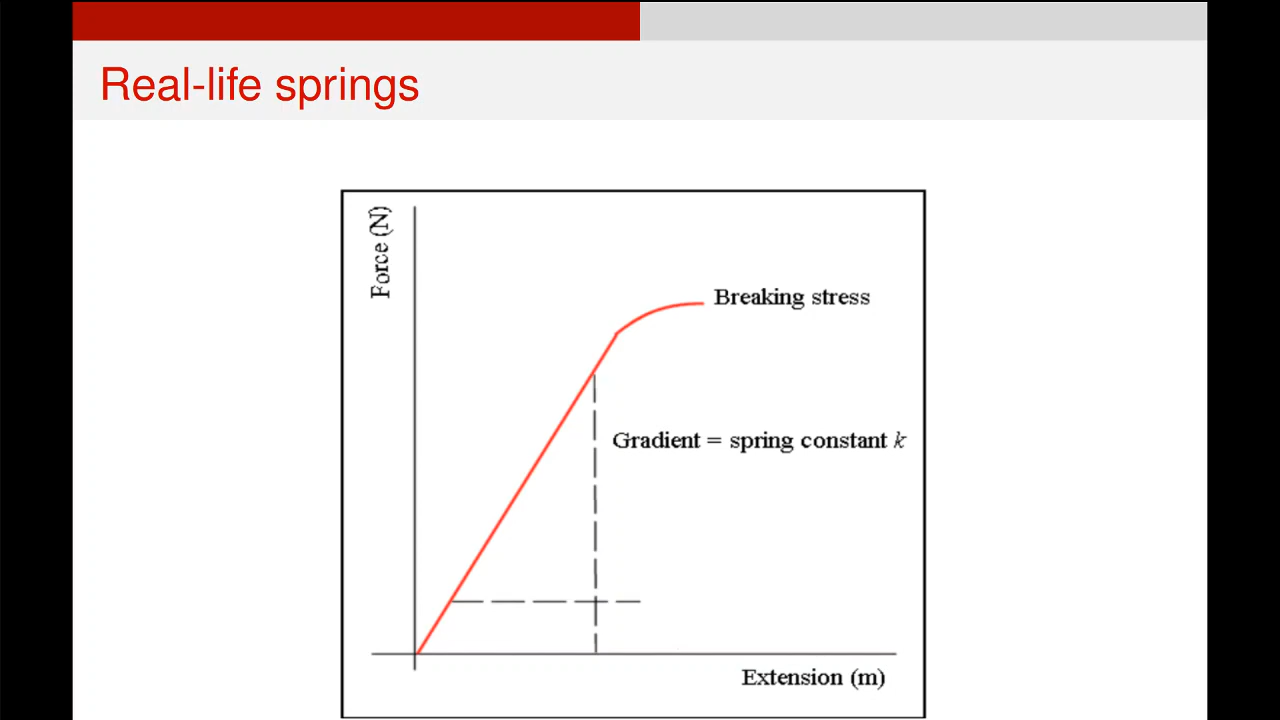 Real-life springs
Force (N)
Breaking stress
Gradient = spring constant k
Extension (m)